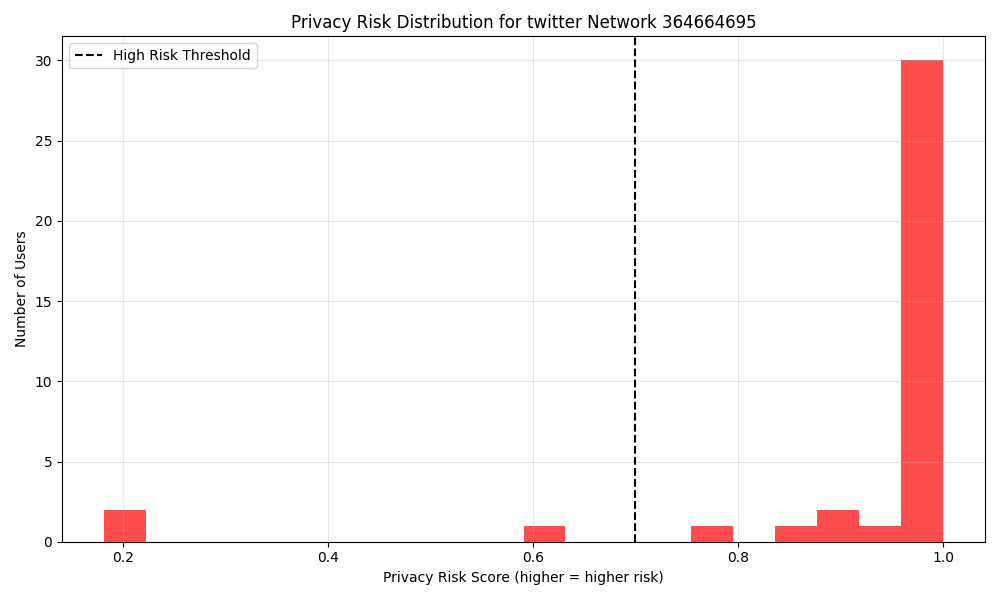 Privacy Risk Distribution for twitter Network 364664695
High Risk Threshold
30
25
20
15
10
5
0
Number of Users
0.2 0.4 0.6 0.8 1.0
Privacy Risk Score (higher = higher risk)